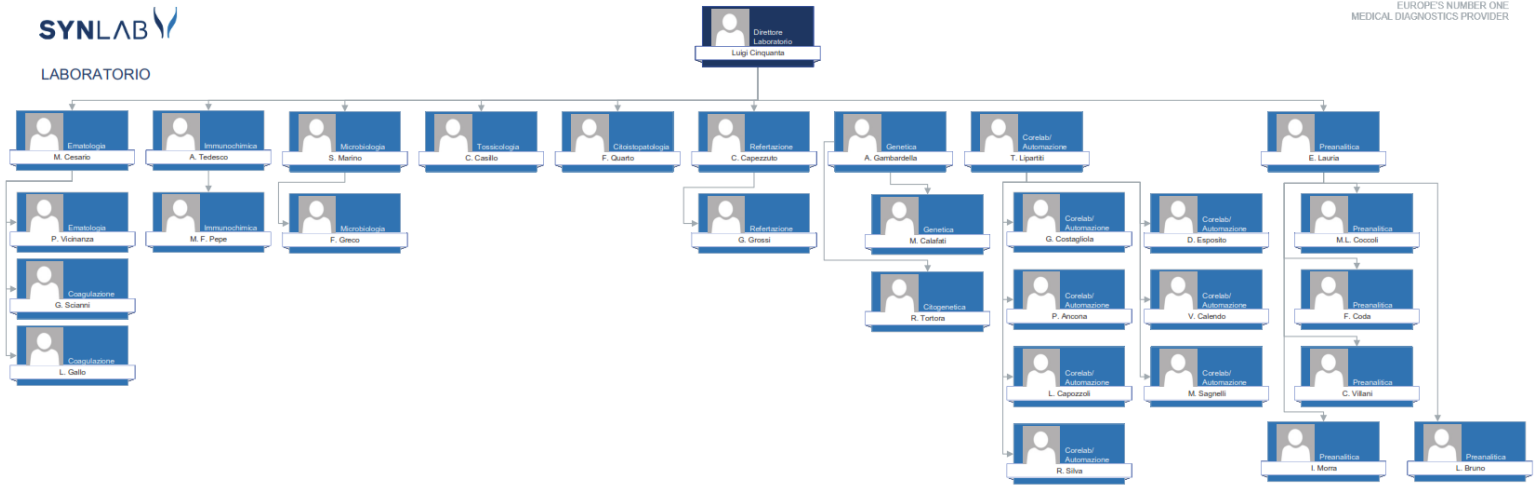 SYNLAB
EUROPE'S NUMBER ONE
MEDICAL DIAGNOSTICS PROVIDER
LABORATORIO
Direttore
Laboratorio
Luigi Cinquanta
Ematologia
M. Cesario
Immunochimica
A. Tedesco
Microbiologia
S. Marino
Tossicologia
C. Casillo
Citoistopatologia
F. Quarto
Refertazione
C. Capezzuto
Genetica
A. Gambardella
Corelab/
Automazione
T. Lipartiti
Preanalitica
E. Lauria
Ematologia
P. Vicinanza
Immunochimica
M. F. Pepe
Microbiologia
F. Greco
Refertazione
G. Grossi
Genetica
M. Calafati
Corelab/
Automazione
G. Costagliola
Corelab/
Automazione
D. Esposito
Preanalitica
M.L. Coccoli
Coagulazione
G. Scianni
Citogenetica
R. Tortora
Corelab/
Automazione
P. Ancona
Corelab/
Automazione
V. Calendo
Preanalitica
F. Coda
Coagulazione
L. Gallo
Corelab/
Automazione
L. Capozzoli
Corelab/
Automazione
M. Sagnelli
Preanalitica
C. Villani
Corelab/
Automazione
R. Silva
Preanalitica
I. Morra
Preanalitica
L. Bruno